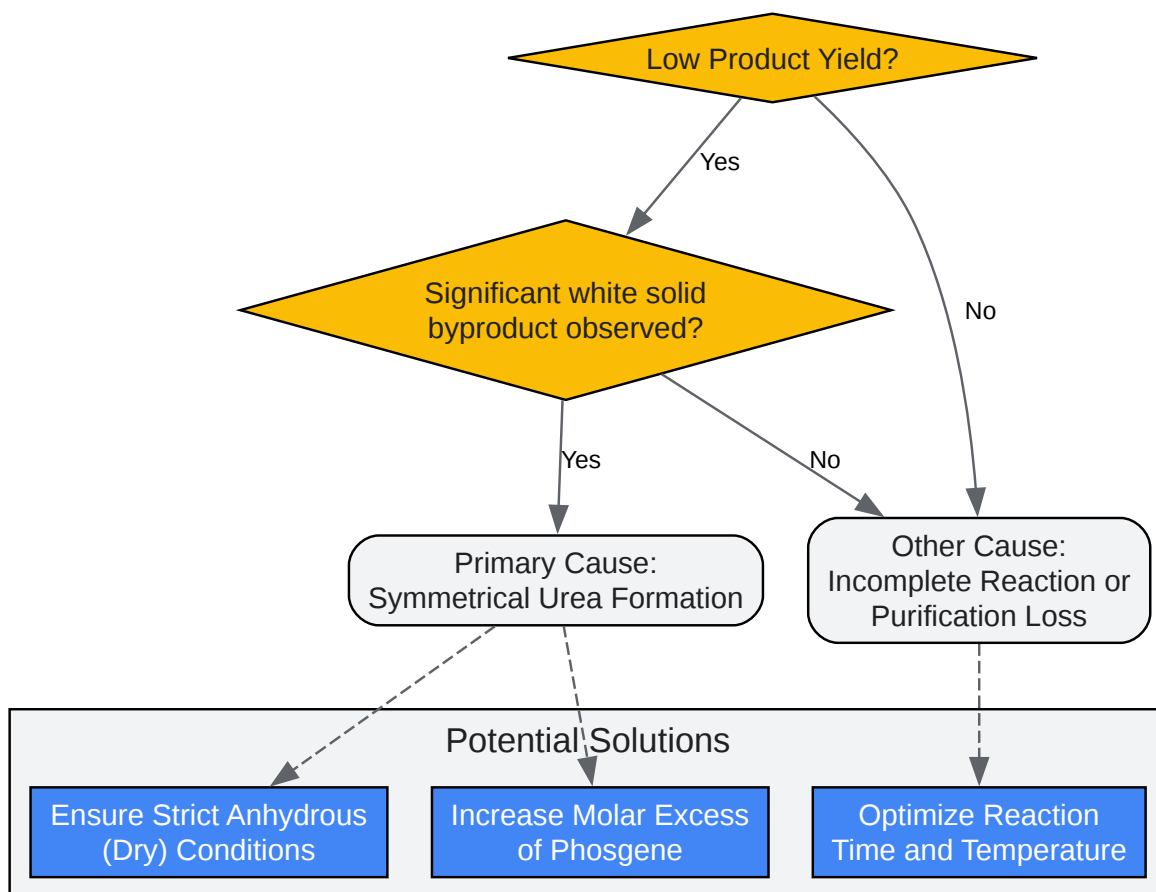 Low Product Yield?
Yes
No
Significant white solid
byproduct observed?
Yes
No
Primary Cause:
Symmetrical Urea Formation
Other Cause:
Incomplete Reaction or
Purification Loss
Potential Solutions
Ensure Strict Anhydrous
(Dry) Conditions
Increase Molar Excess
of Phosgene
Optimize Reaction
Time and Temperature